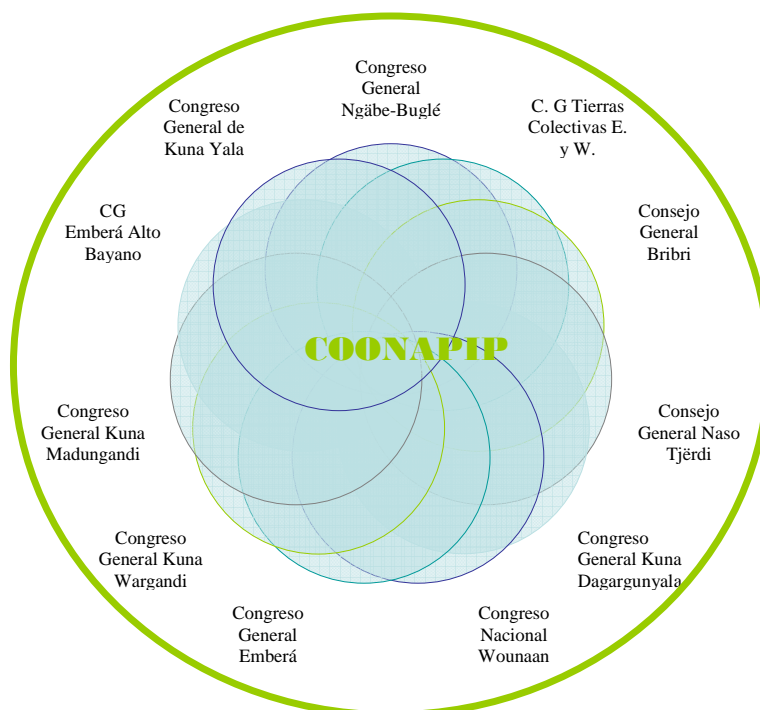 Congreso
General
Ngäbe-Buglé
C. G Tierras
Colectivas E.
y W.
Consejo
General
Bribri
Consejo
General Naso
Tjërdi
Congreso
General Kuna
Dagargunyala
Congreso
Nacional
Wounaan
Congreso
General
Emberá
Congreso
General Kuna
Wargandi
Congreso
General Kuna
Madungandi
CG
Emberá Alto
Bayano
Congreso
General de
Kuna Yala
COONAPIP